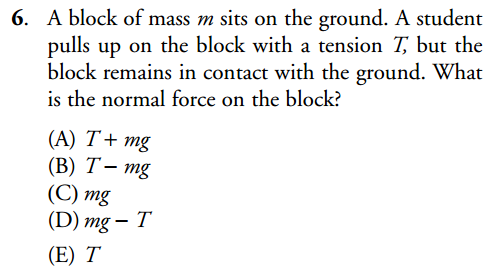 6. A block of mass m sits on the ground. A student
pulls up on the block with a tension T, but the
block remains in contact with the ground. What
is the normal force on the block?
(A) T + mg
(B) T – mg
(C) mg
(D) mg – T
(E) T